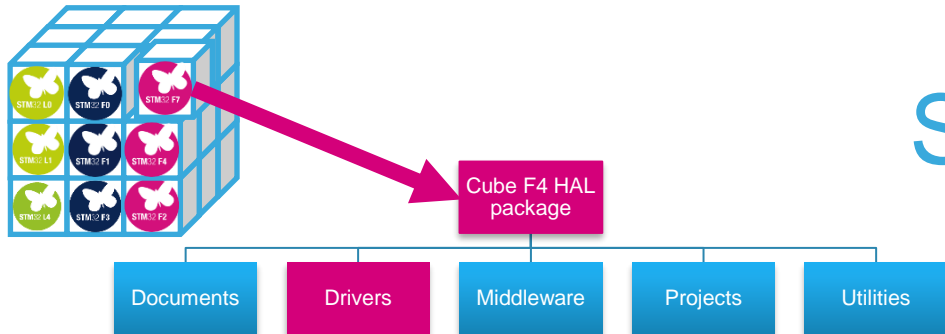 STM32 L0
STM32 F0
STM32 F7
STM32 L1
STM32 F1
STM32 F4
STM32 L4
STM32 F3
STM32 F2
S
Cube F4 HAL
package
Documents
Drivers
Middleware
Projects
Utilities